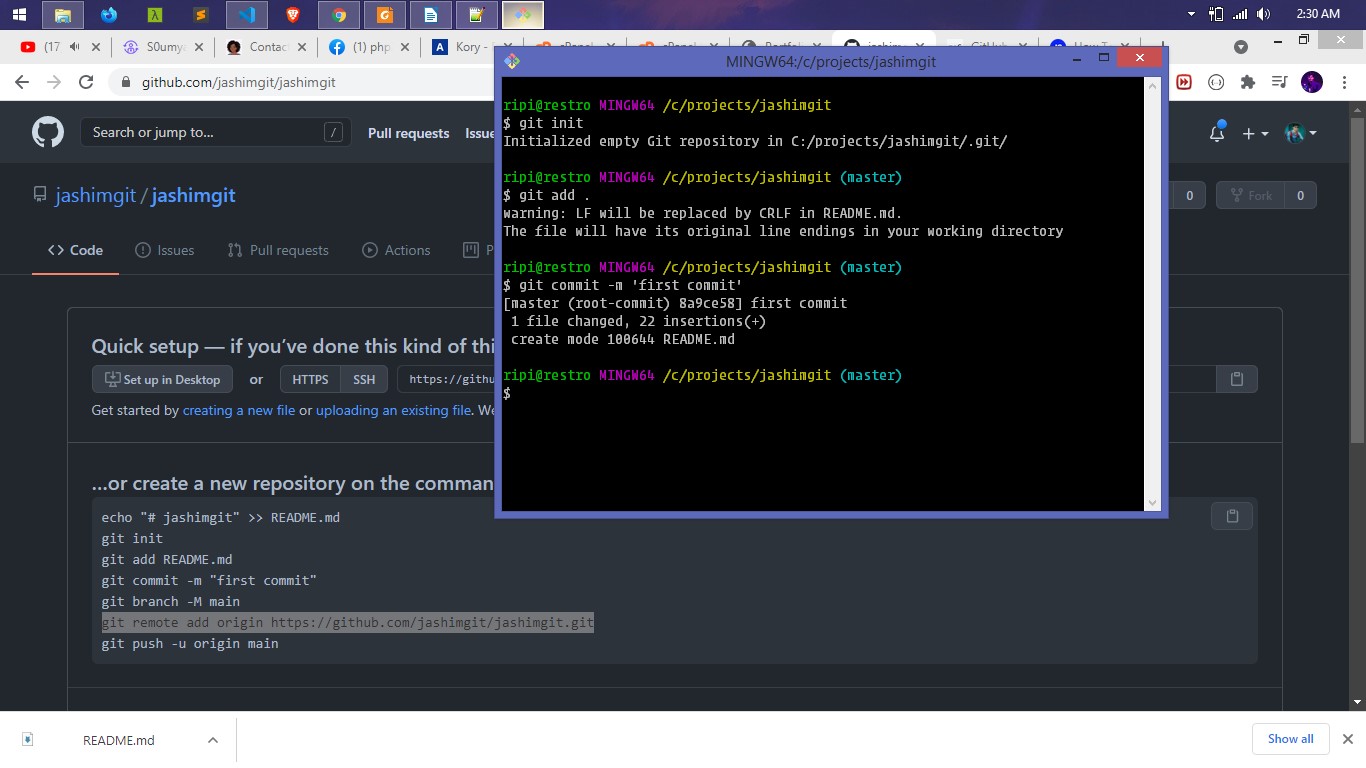 2:30 AM
(17
S0umya
Contac
(1) php
Kory -
How T
github.com/jashimgit/jashimgit
MINGW64:/c/projects/jashimgit
ripi@restro MINGW64 /c/projects/jashimgit
$ git init
Initialized empty Git repository in C:/projects/jashimgit/.git/
ripi@restro MINGW64 /c/projects/jashimgit (master)
$ git add .
warning: LF will be replaced by CRLF in README.md.
The file will have its original line endings in your working directory
ripi@restro MINGW64 /c/projects/jashimgit (master)
$ git commit -m 'first commit'
[master (root-commit) 8a9ce58] first commit
1 file changed, 22 insertions(+)
create mode 100644 README.md
ripi@restro MINGW64 /c/projects/jashimgit (master)
$
Search or jump to... /
Pull requests Issue
jashimgit / jashimgit
0 Fork 0
Code Issues Pull requests Actions P
Quick setup — if you’ve done this kind of thi
Set up in Desktop or HTTPS SSH https://githu
Get started by creating a new file or uploading an existing file. We
...or create a new repository on the comman
echo "# jashimgit" >> README.md
git init
git add README.md
git commit -m "first commit"
git branch -M main
git remote add origin https://github.com/jashimgit/jashimgit.git
git push -u origin main
README.md
Show all